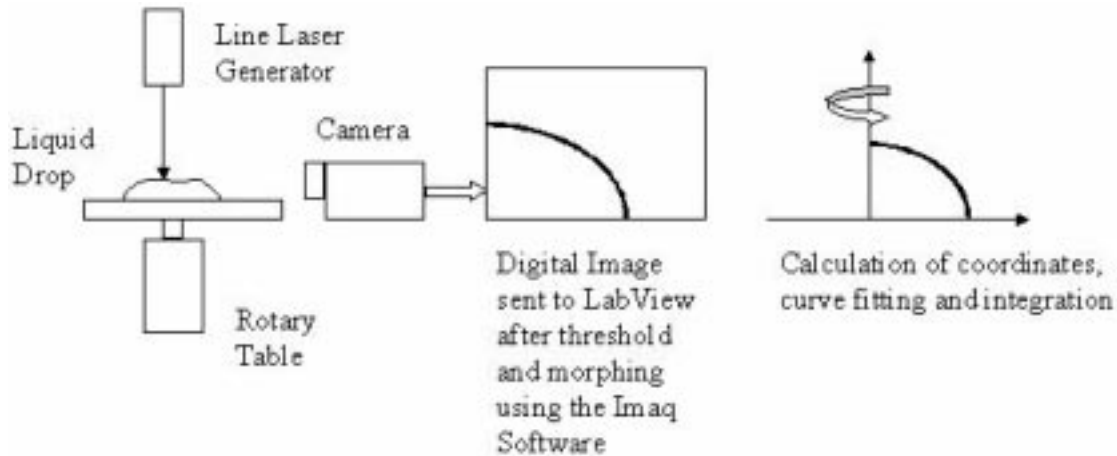 Line Laser
Generator
Liquid
Drop
Camera
Rotary
Table
Digital Image
sent to LabView
after threshold
and morphing
using the Imaq
Software
Calculation of coordinates,
curve fitting and integration